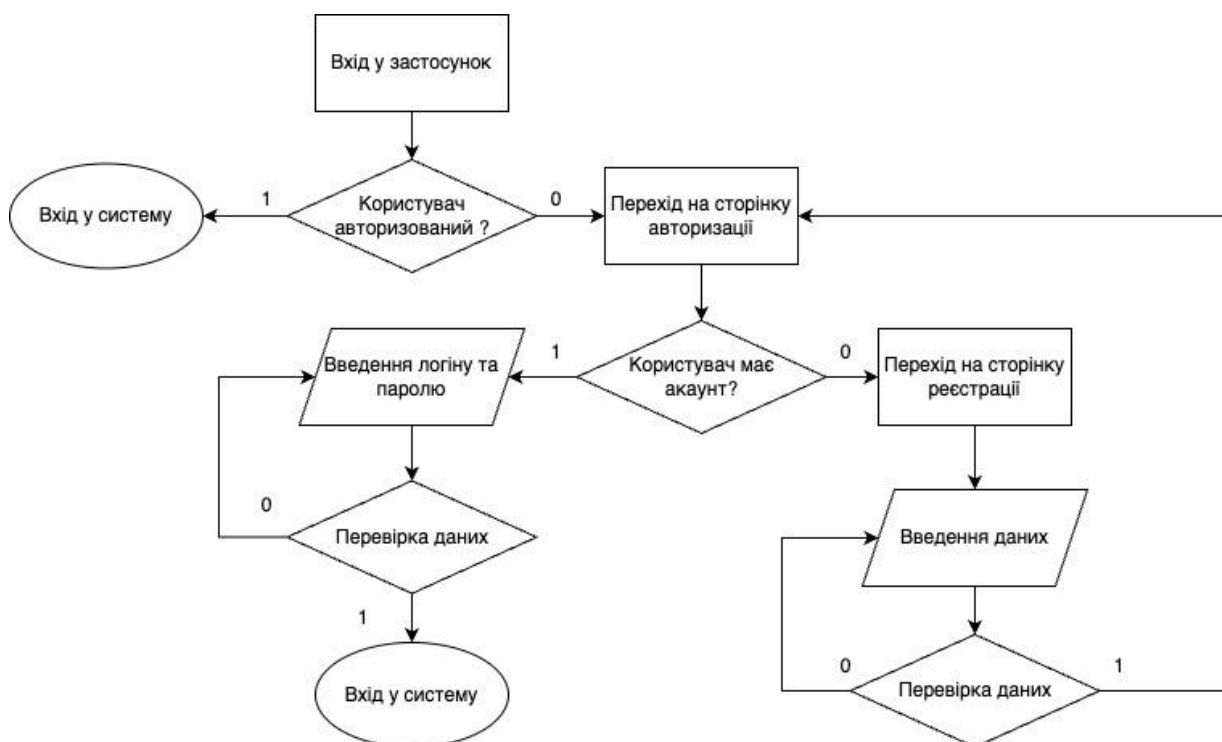 Вхід у застосунок
1
0
Вхід у систему
Користувач
авторизований ?
Перехід на сторінку
авторизації
Введення логіну та
паролю
1
Користувач має
акаунт?
0
Перехід на сторінку
реєстрації
0
Перевірка даних
Введення даних
1
Вхід у систему
0
Перевірка даних
1